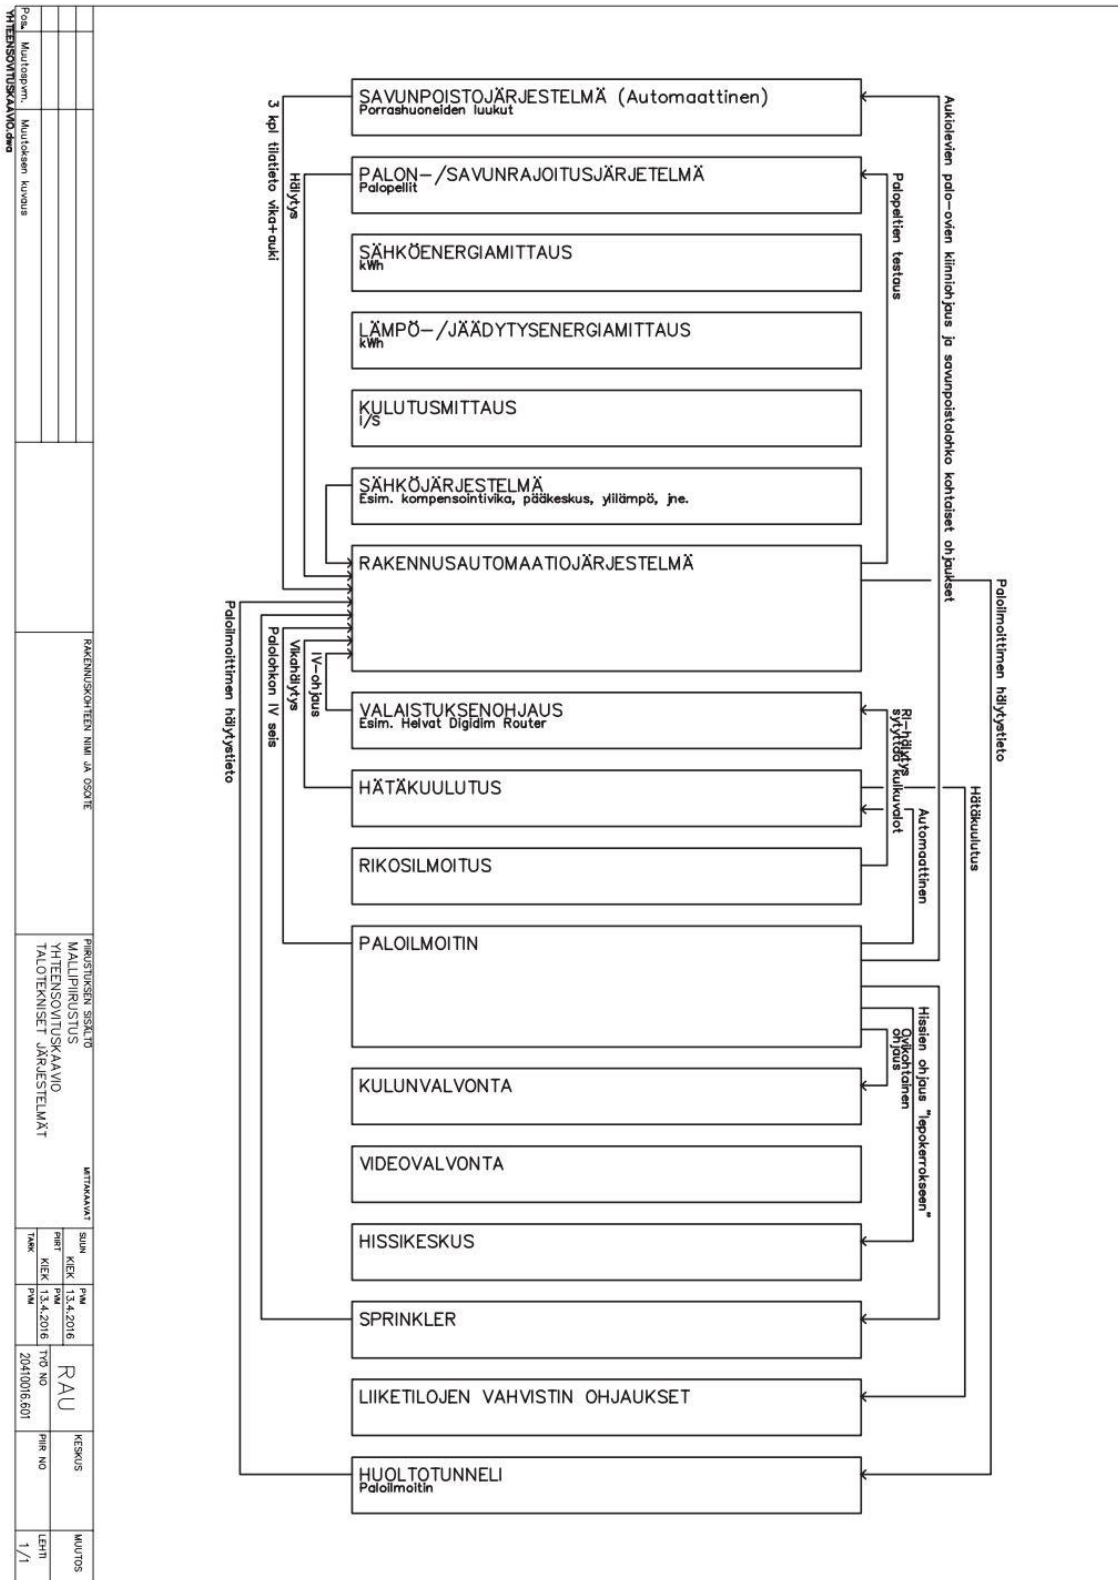 SAVUNPOISTOJÄRJESTELMÄ (Automaattinen)
Porrashuoneiden luukut
PALON-/SAVUNRAJOITUSJÄRJETELMÄ
Palopellit
SÄHKÖENERGIAMITTAUS
kWh
LÄMPÖ-/JÄÄDYTYSENERGIAMITTAUS
kWh
KULUTUSMITTAUS
l/S
SÄHKÖJÄRJESTELMÄ
Esim. kompensointivika, pääkeskus, ylilämpö, jne.
RAKENNUSAUTOMAATIOJÄRJESTELMÄ
VALAISTUKSENOHJAUS
Esim. Helvat Digidim Router
HÄTÄKUULUTUS
RIKOSILMOITUS
PALOILMOITIN
KULUNVALVONTA
VIDEOVALVONTA
HISSIKESKUS
SPRINKLER
LIIKETILOJEN VAHVISTIN OHJAUKSET
HUOLTOTUNNELI
Paloilmoitin
3 kpl tilatieto vika+auki
Hälytys
Paloilmoittimen hälytystieto
Palolohkon IV seis
Vikahälytys
IV-ohjaus
Aukiolevien palo-ovien kiinniohjaus ja savunpoistolohko kohtaiset ohjaukset
Palopeltien testaus
Paloilmoittimen hälytystieto
RI-hälytys
sytyttää kulkuvalot
Automaattinen
Hätäkuulutus
Hissien ohjaus "lepokerrokseen"
Ovikohtainen
ohjaus
Pos. Muutospvm. Muutoksen kuvaus
YHTEENSOVITUSKAAVIO.dwg
RAKENNUSKOHTEEN NIMI JA OSOITE
PIIRUSTUKSEN SISÄLTÖ
MALLIPIIRUSTUS
YHTEENSOVITUSKAAVIO
TALOTEKNISET JÄRJESTELMÄT
MITTAKAAVAT
SUUN PVM
KIEK 13.4.2016
PIIRT PVM
KIEK 13.4.2016
TARK PVM
RAU
TYÖ NO
20410016.601
KESKUS
PIIR NO
MUUTOS
LEHTI
1/1